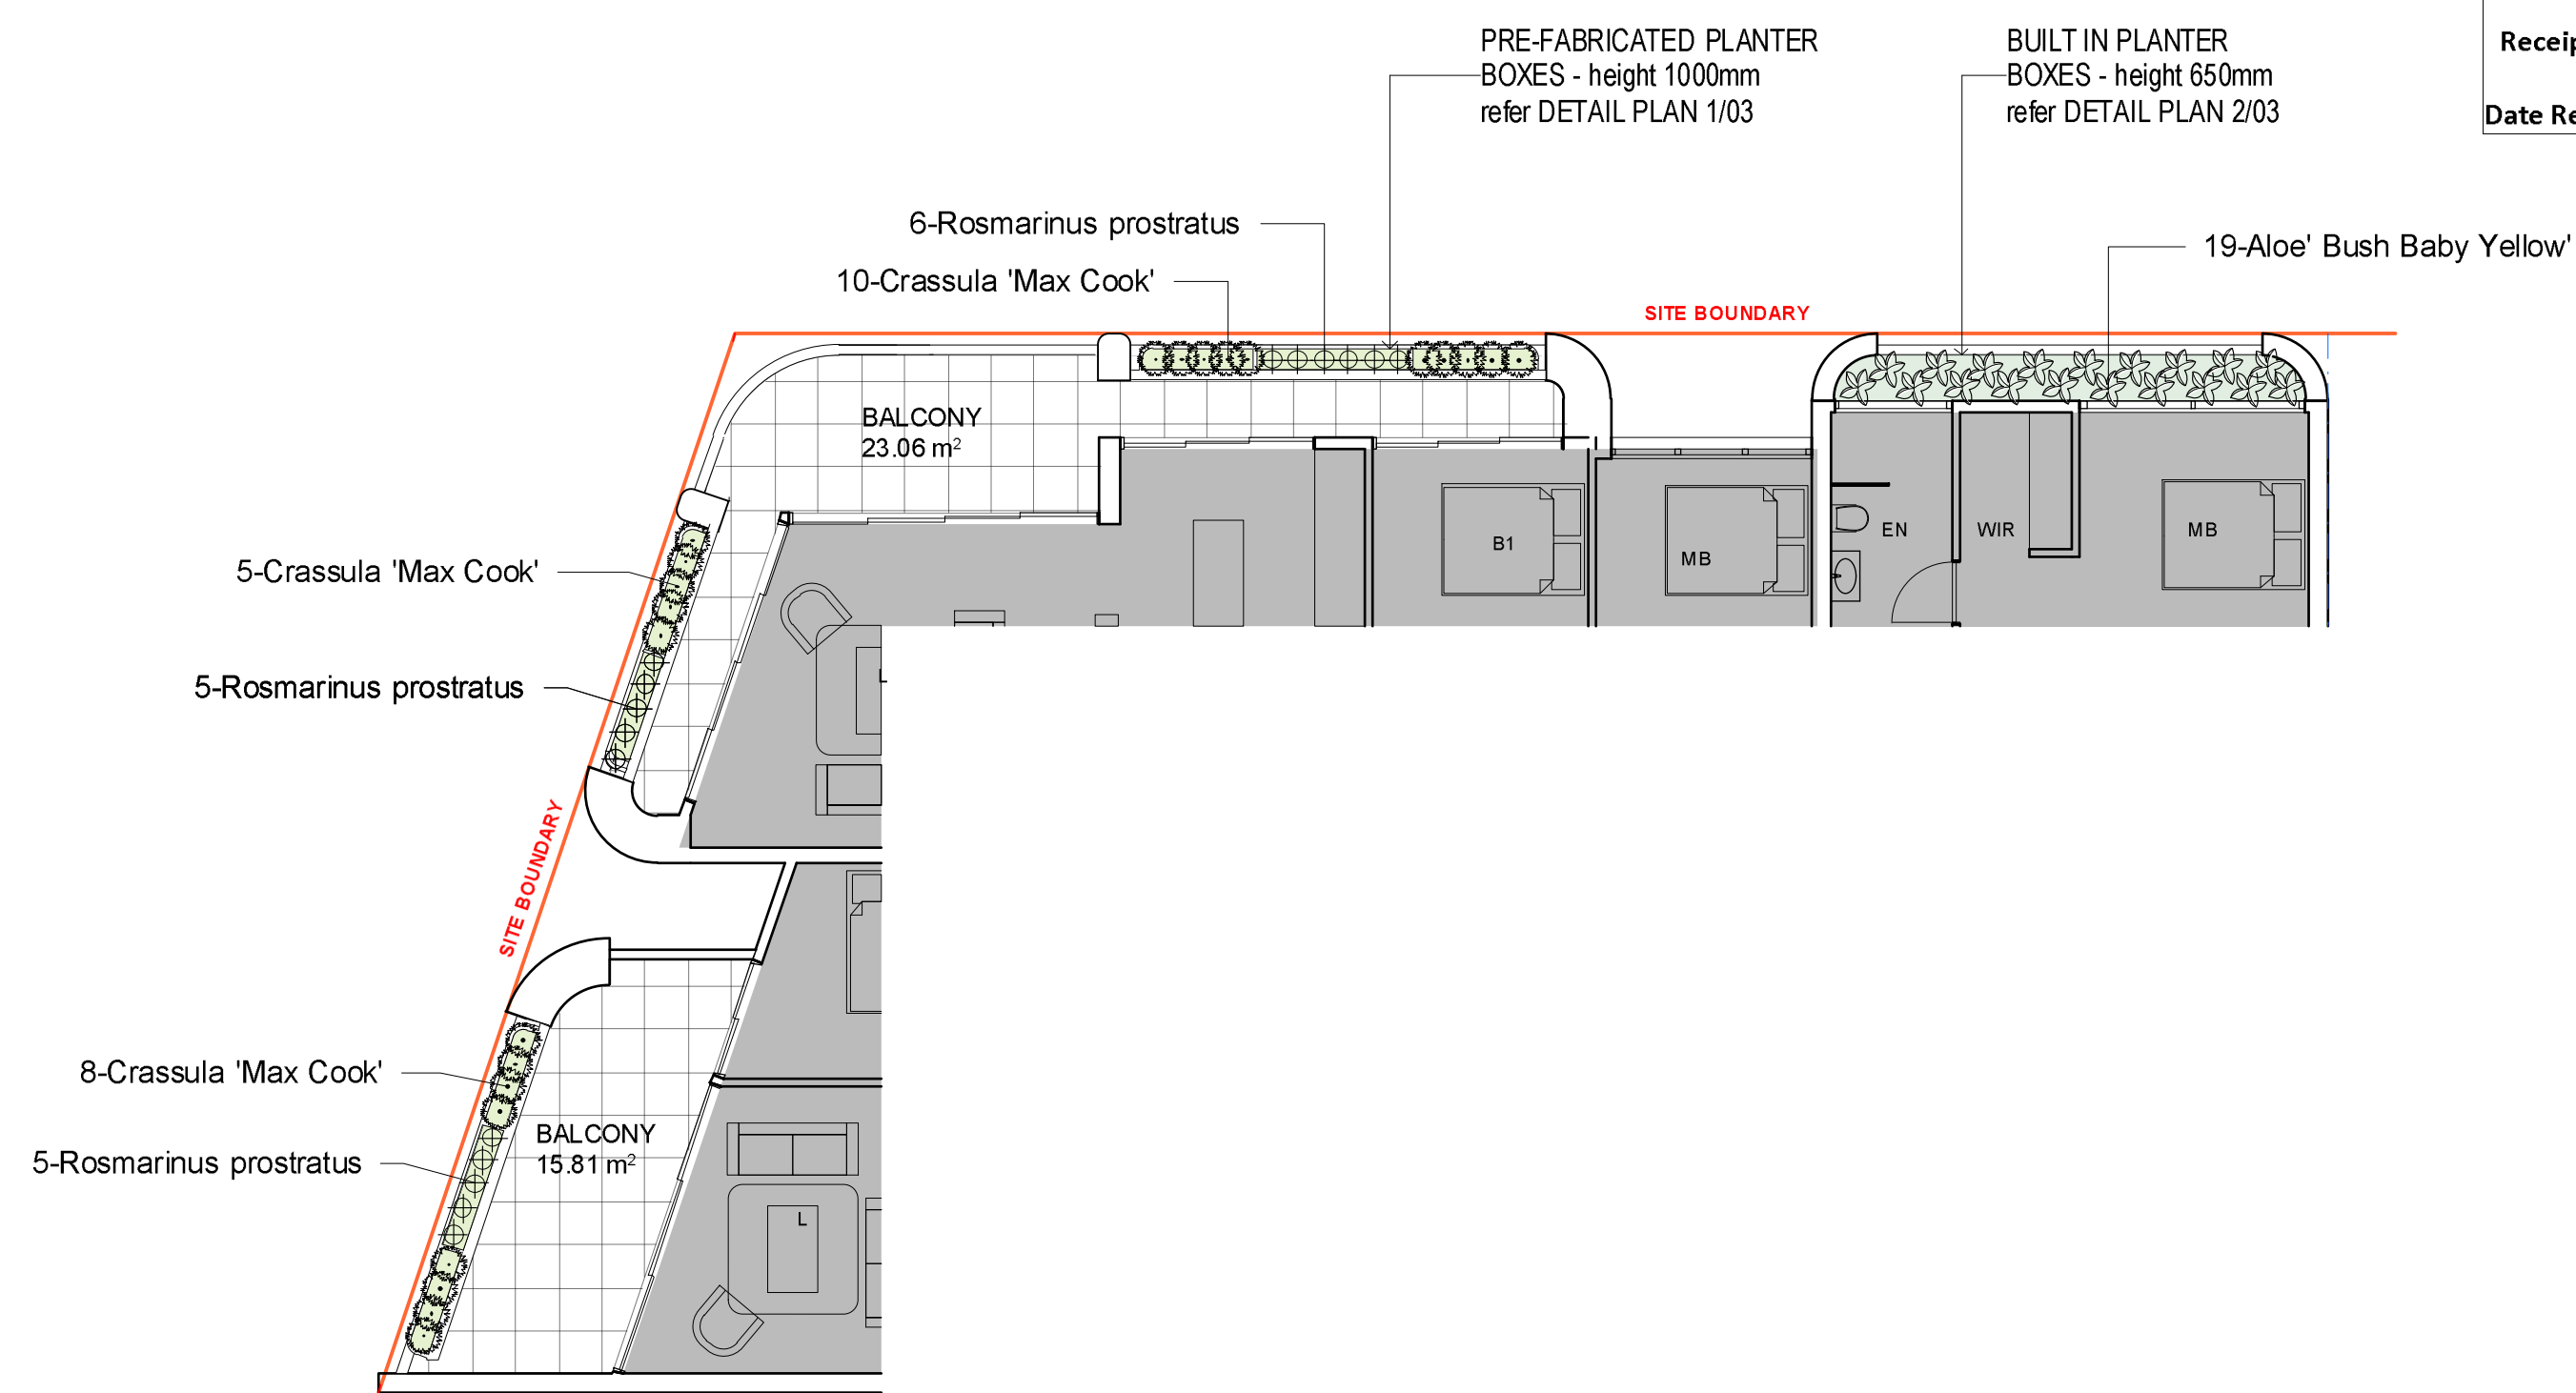 PRE-FABRICATED PLANTER
BOXES - height 1000mm
refer DETAIL PLAN 1/03
BUILT IN PLANTER
BOXES - height 650mm
refer DETAIL PLAN 2/03
Receip
Date Re
6-Rosmarinus prostratus
10-Crassula 'Max Cook'
19-Aloe' Bush Baby Yellow'
SITE BOUNDARY
BALCONY
23.06 m²
5-Crassula 'Max Cook'
5-Rosmarinus prostratus
B1
MB
EN
WIR
MB
L
SITE BOUNDARY
8-Crassula 'Max Cook'
5-Rosmarinus prostratus
BALCONY
15.81 m²
L